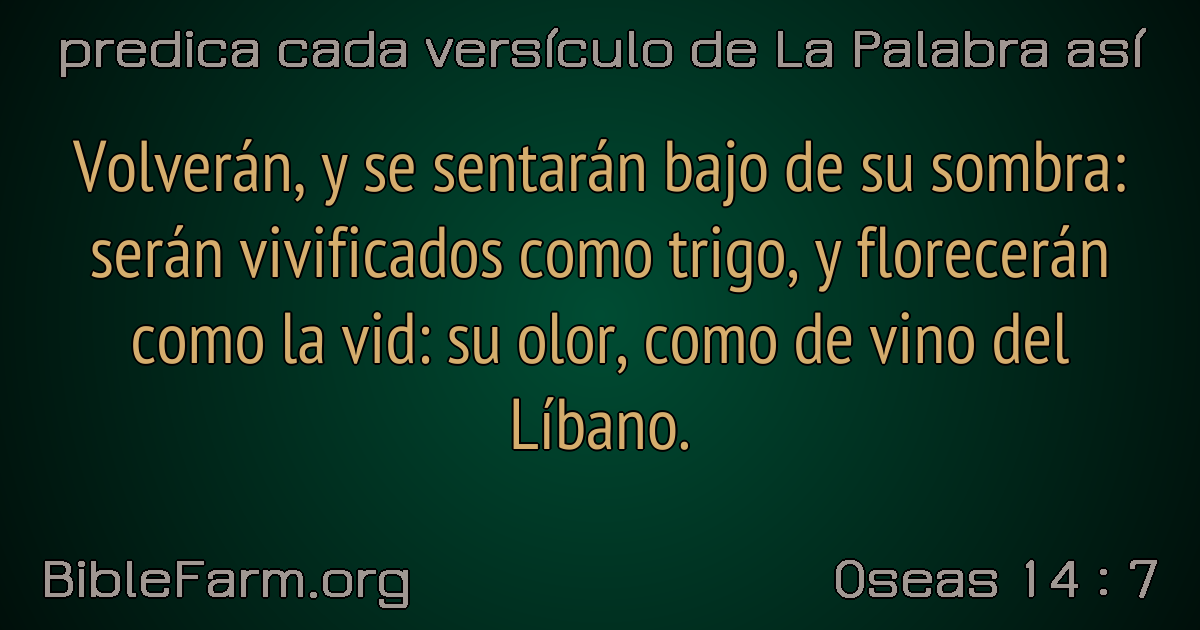 predica cada versículo de La Palabra así
Volverán, y se sentarán bajo de su sombra:
serán vivificados como trigo, y florecerán
como la vid: su olor, como de vino del
Líbano.
BibleFarm.org
Oseas 14 : 7